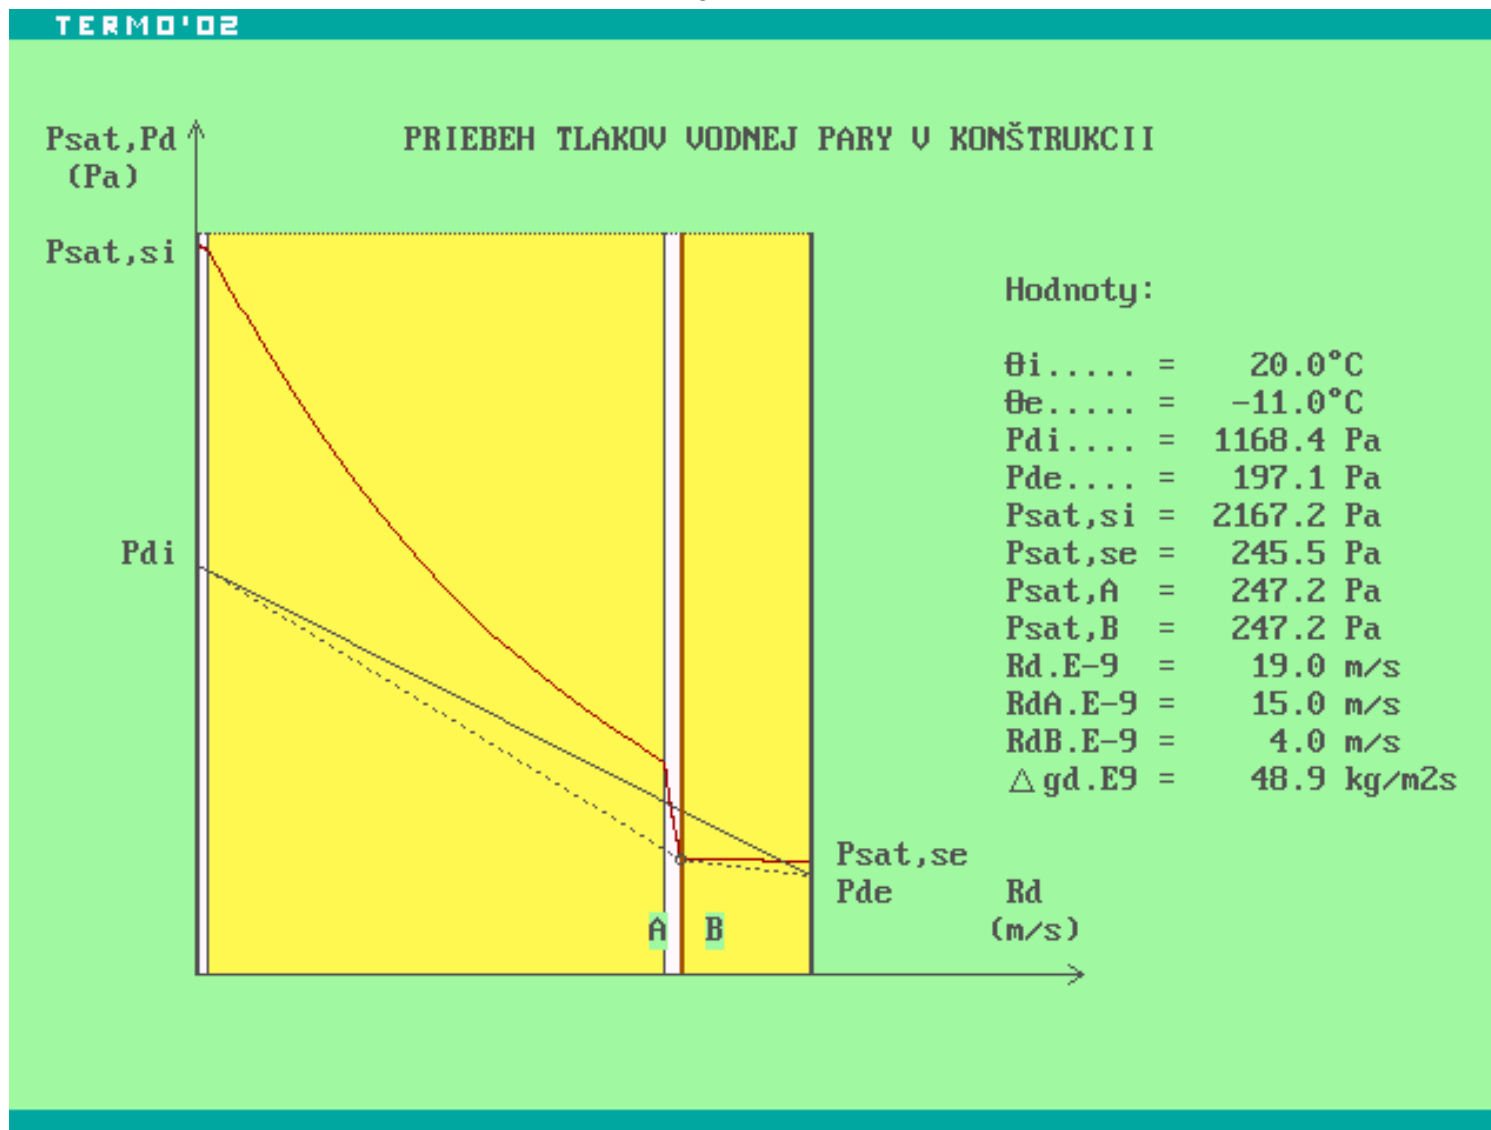 TERMO'02
Psat,Pd
(Pa)
PRIEBEH TLAKOV VODNEJ PARY V KONŠTRUKCII
Psat,si
Pdi
Hodnoty:
θi..... = 20.0°C
θe..... = -11.0°C
Pdi.... = 1168.4 Pa
Pde.... = 197.1 Pa
Psat,si = 2167.2 Pa
Psat,se = 245.5 Pa
Psat,A = 247.2 Pa
Psat,B = 247.2 Pa
Rd.E-9 = 19.0 m/s
RdA.E-9 = 15.0 m/s
RdB.E-9 = 4.0 m/s
△gd.E9 = 48.9 kg/m2s
Psat,se
Pde
Rd
(m/s)
A B